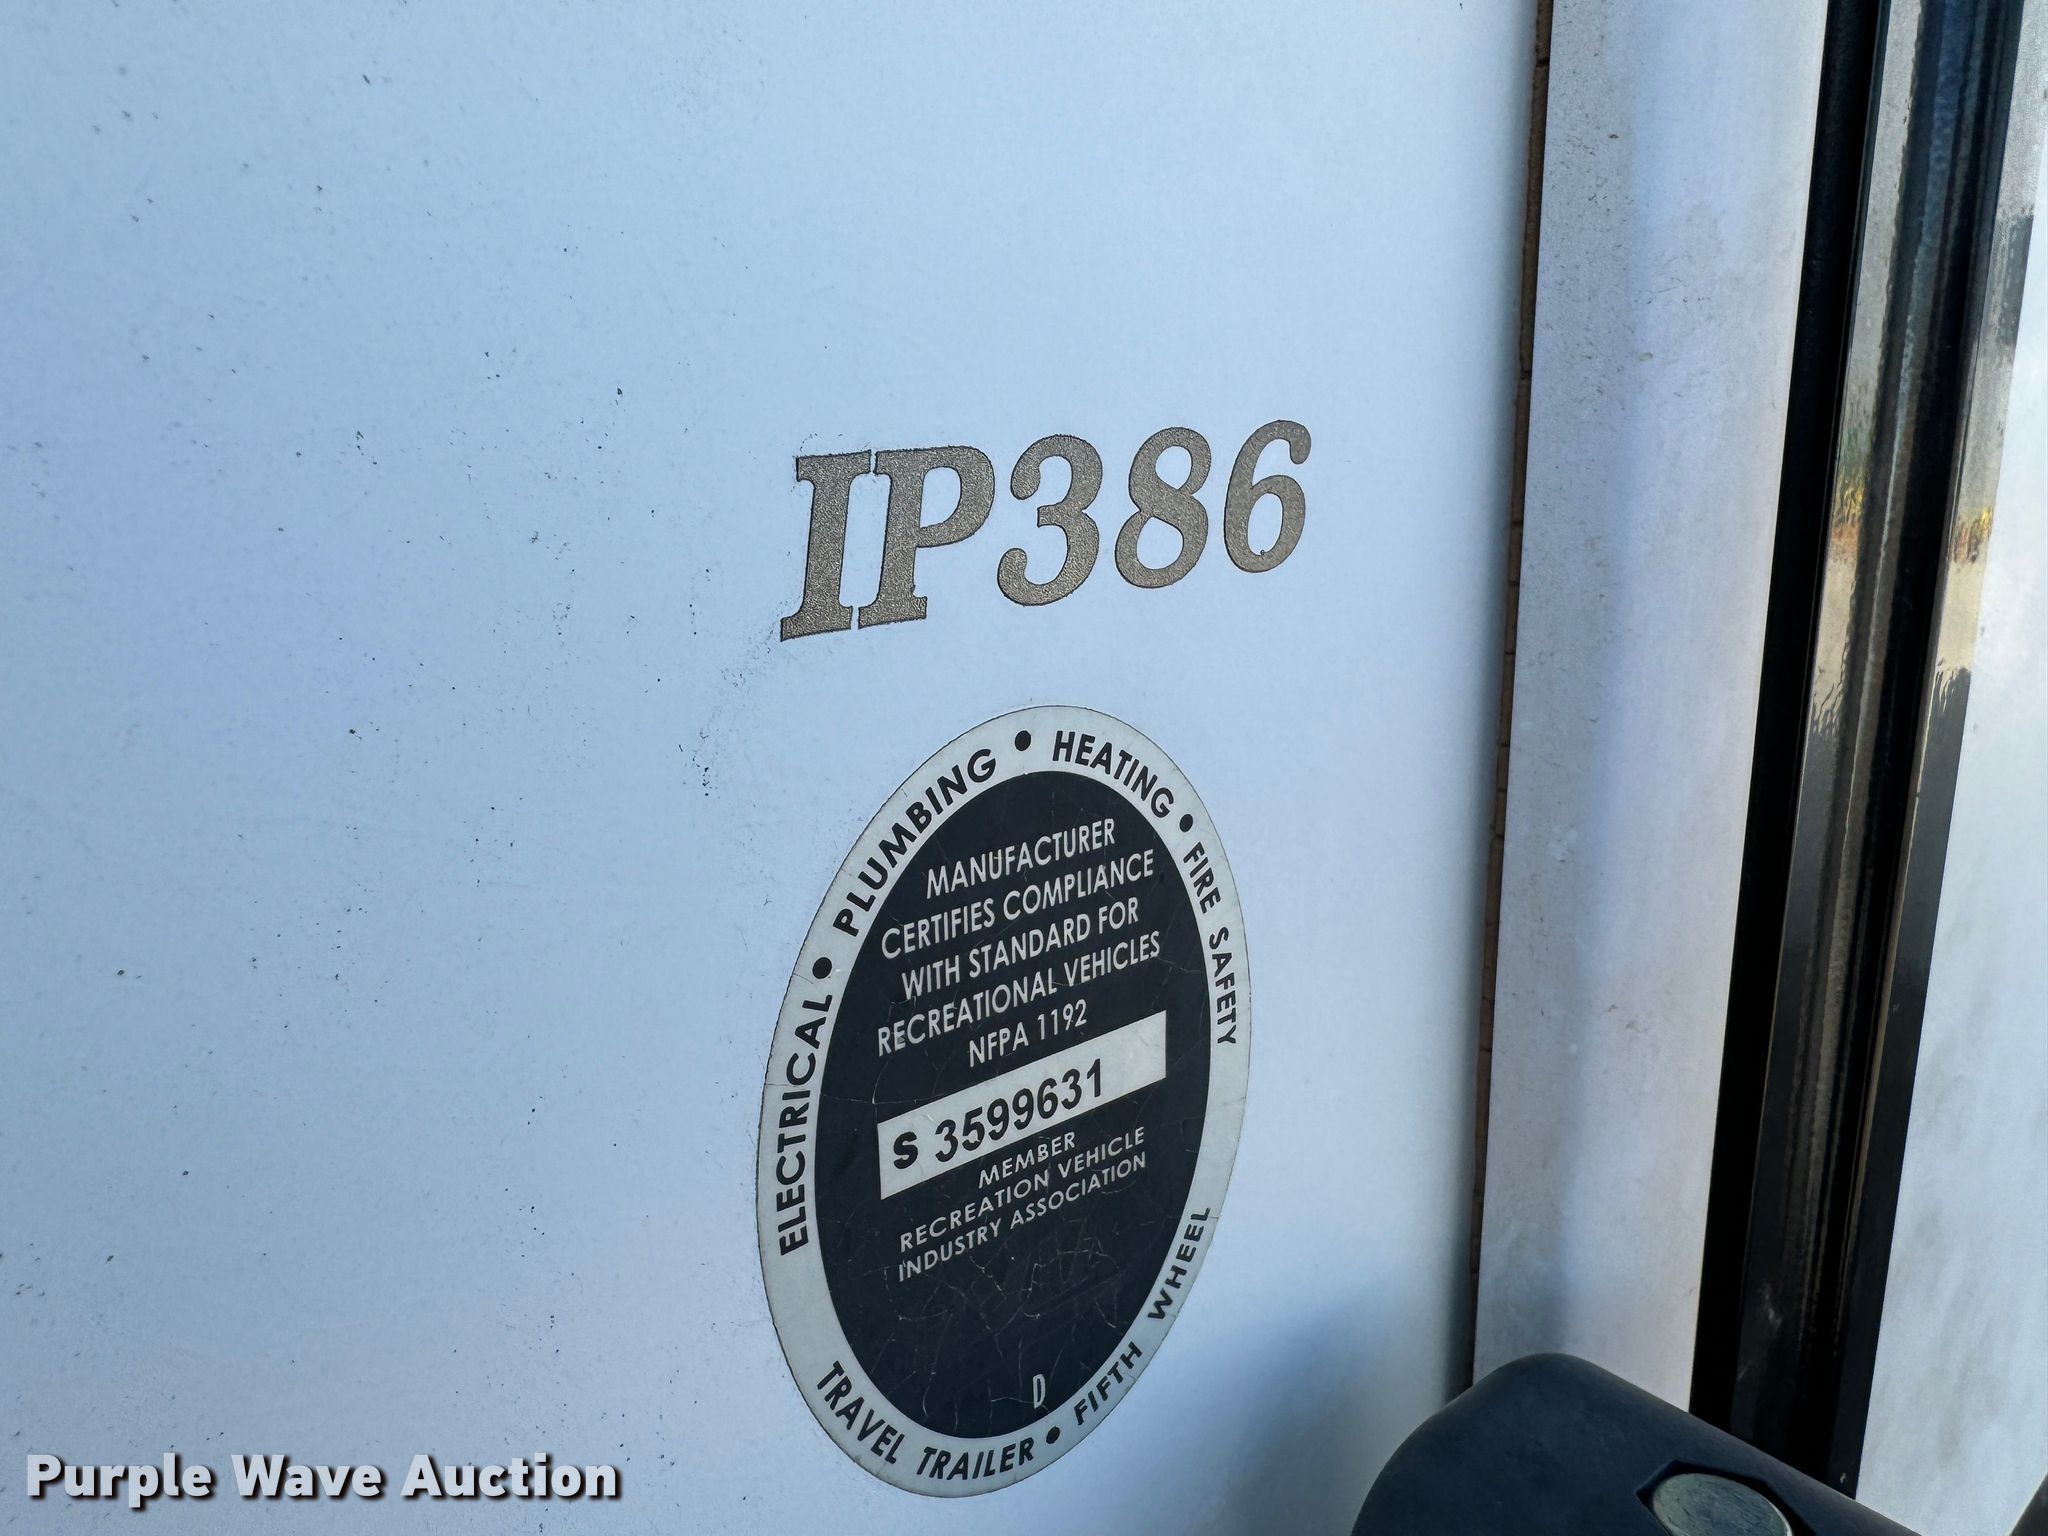 IP386
ELECTRICAL • PLUMBING • HEATING • FIRE SAFETY
MANUFACTURER
CERTIFIES COMPLIANCE
WITH STANDARD FOR
RECREATIONAL VEHICLES
NFPA 1192
S 3599631
MEMBER
RECREATION VEHICLE
INDUSTRY ASSOCIATION
D
TRAVEL TRAILER • FIFTH WHEEL
Purple Wave Auction